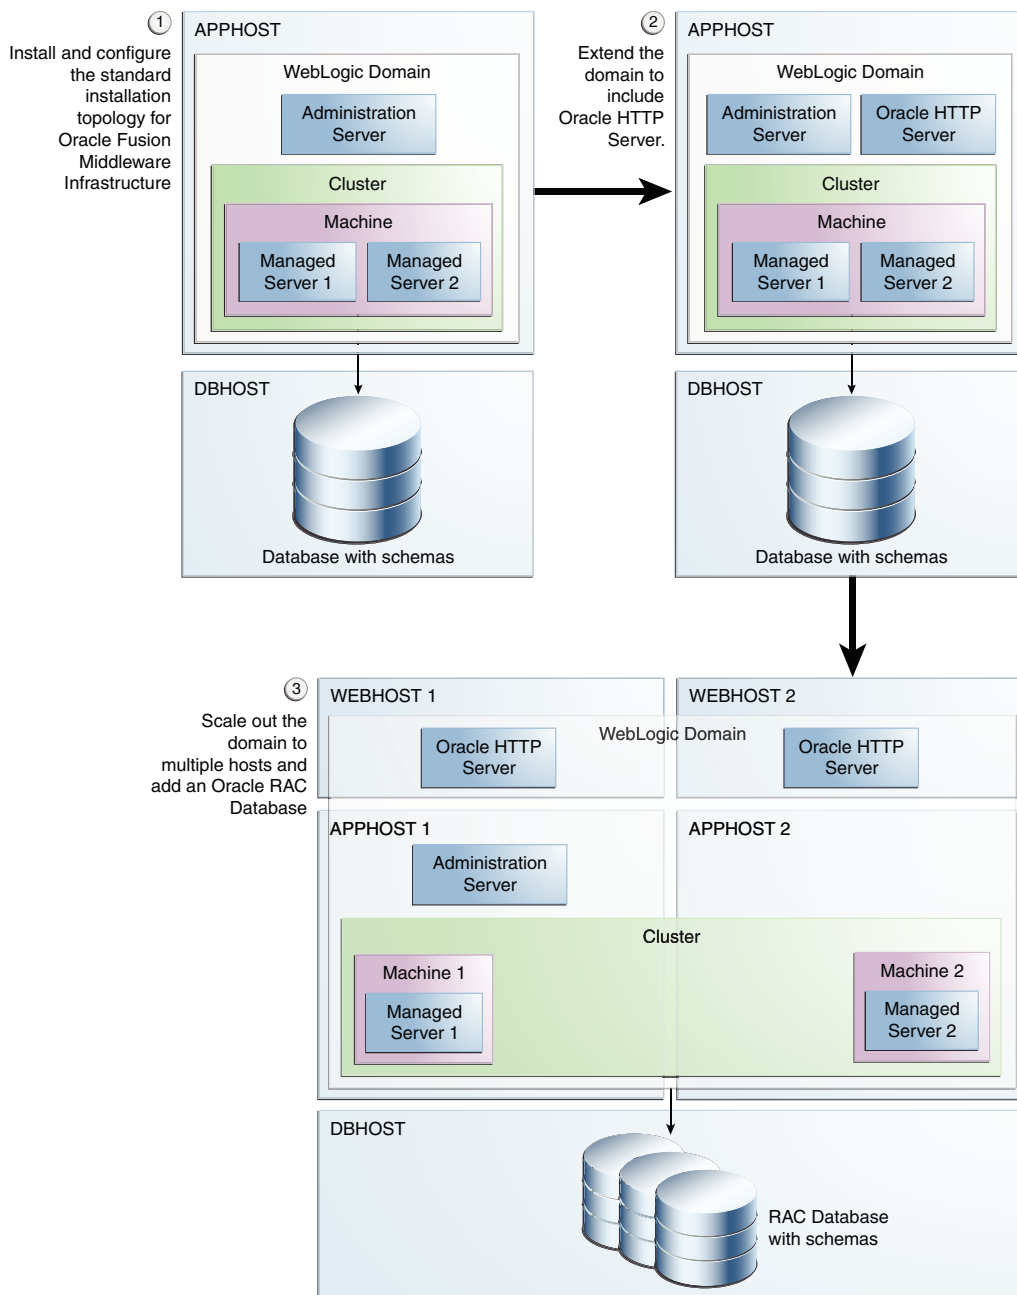 1
Install and configure
the standard
installation
topology for
Oracle Fusion
Middleware
Infrastructure
APPHOST
WebLogic Domain
Administration
Server
Cluster
Machine
Managed
Server 1
Managed
Server 2
DBHOST
Database with schemas
2
Extend the
domain to
include
Oracle HTTP
Server.
APPHOST
WebLogic Domain
Administration
Server
Oracle HTTP
Server
Cluster
Machine
Managed
Server 1
Managed
Server 2
DBHOST
Database with schemas
3
Scale out the
domain to
multiple hosts and
add an Oracle RAC
Database
WEBHOST 1
WEBHOST 2
WebLogic Domain
Oracle HTTP
Server
Oracle HTTP
Server
APPHOST 1
APPHOST 2
Administration
Server
Cluster
Machine 1
Managed
Server 1
Machine 2
Managed
Server 2
DBHOST
RAC Database
with schemas